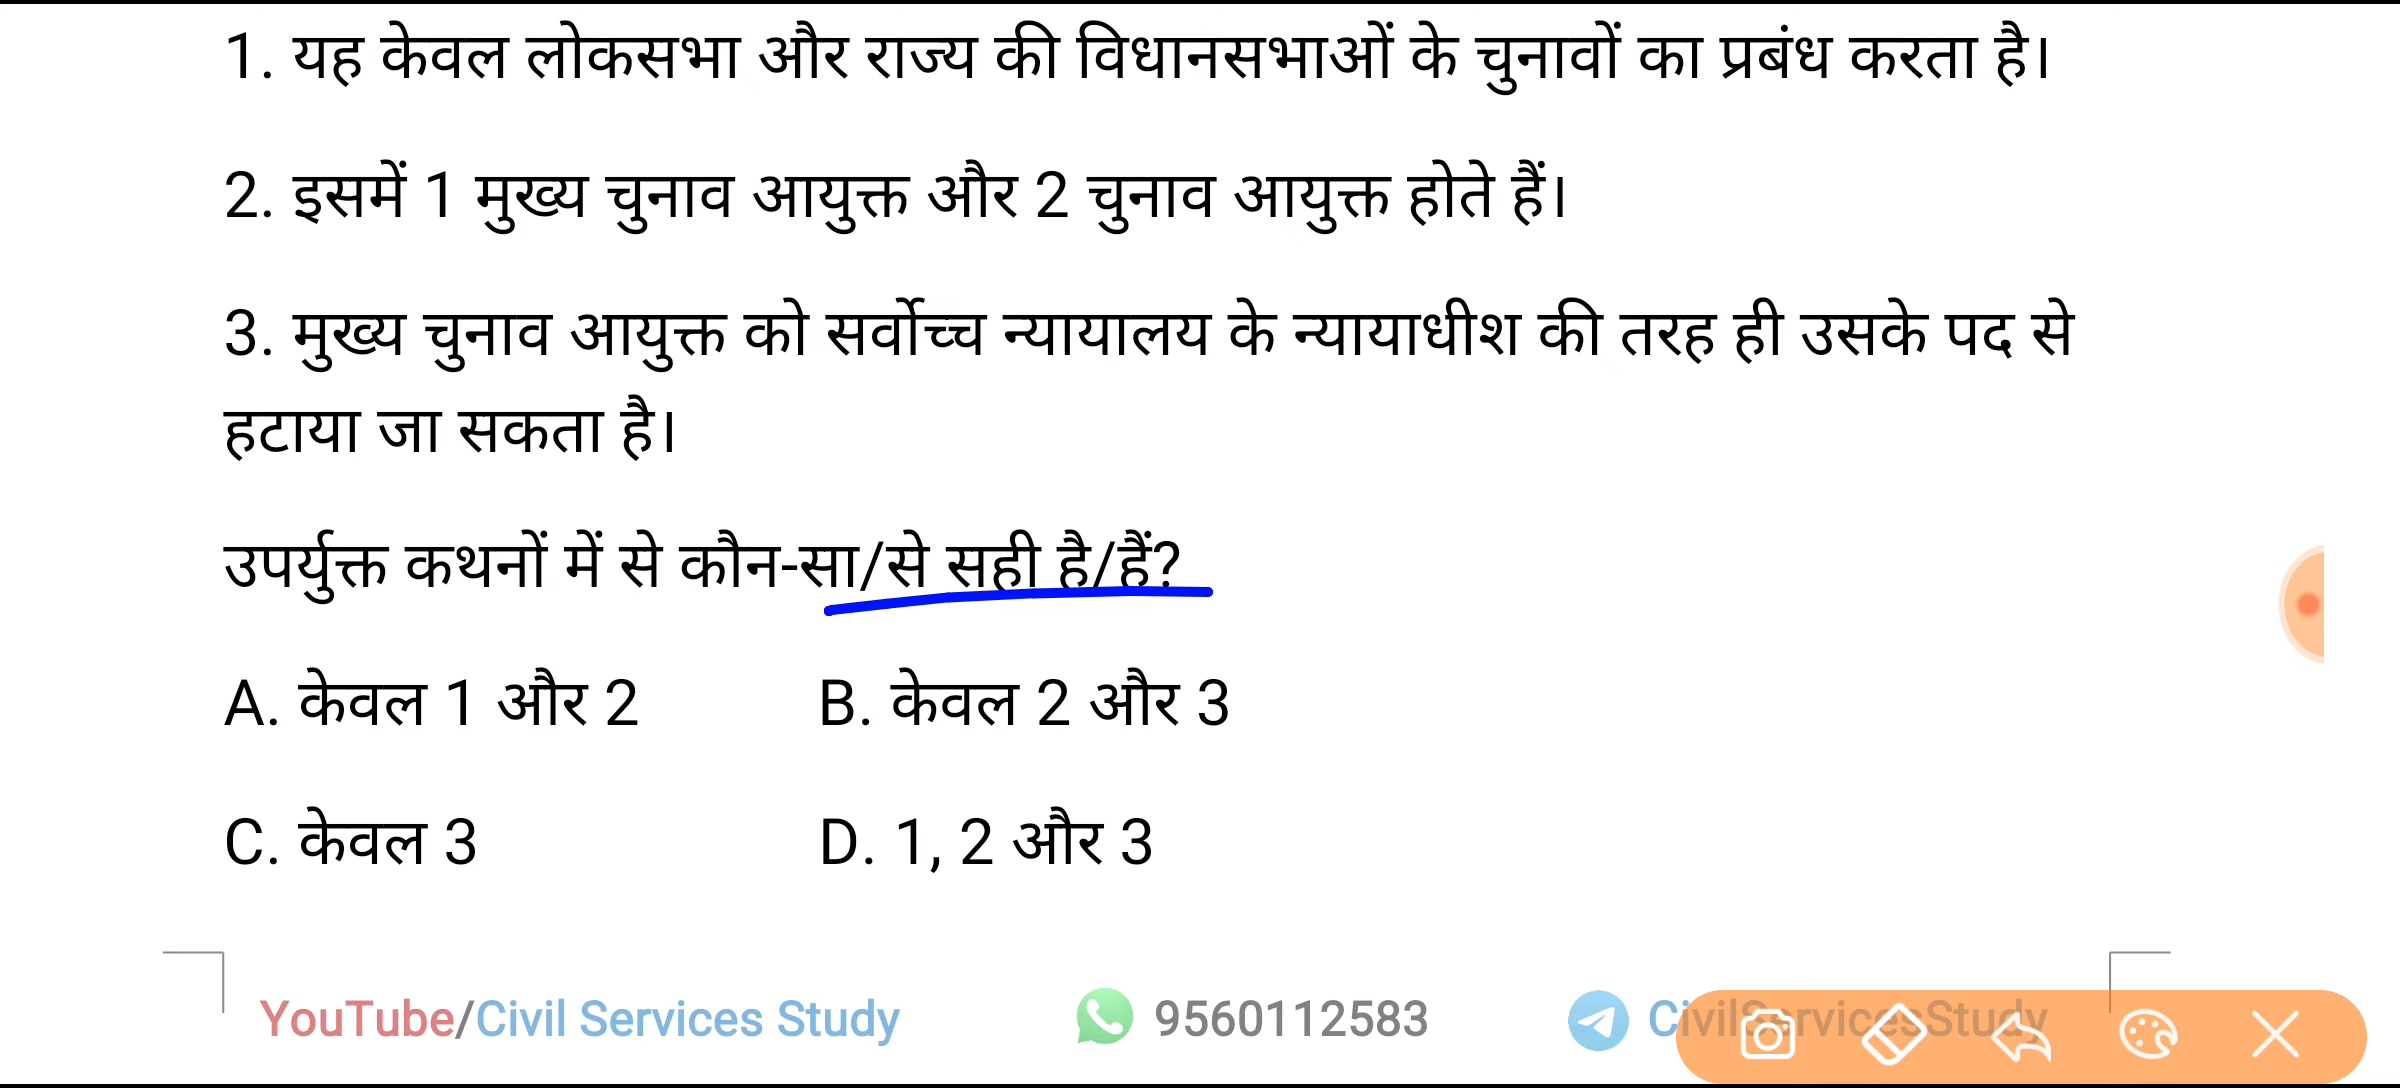 1. यह केवल लोकसभा और राज्य की विधानसभाओं के चुनावों का प्रबंध करता है।
2. इसमें 1 मुख्य चुनाव आयुक्त और 2 चुनाव आयुक्त होते हैं।
3. मुख्य चुनाव आयुक्त को सर्वोच्च न्यायालय के न्यायाधीश की तरह ही उसके पद से
हटाया जा सकता है।
उपर्युक्त कथनों में से कौन-सा/से सही है/हैं?
A. केवल 1 और 2 B. केवल 2 और 3
C. केवल 3 D. 1, 2 और 3
YouTube/Civil Services Study 9560112583 CivilServicesStudy